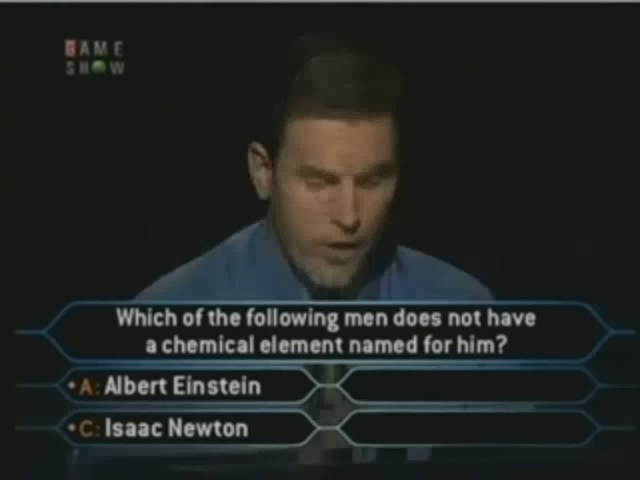 GAME
SHOW
Which of the following men does not have
a chemical element named for him?
• A: Albert Einstein
• C: Isaac Newton